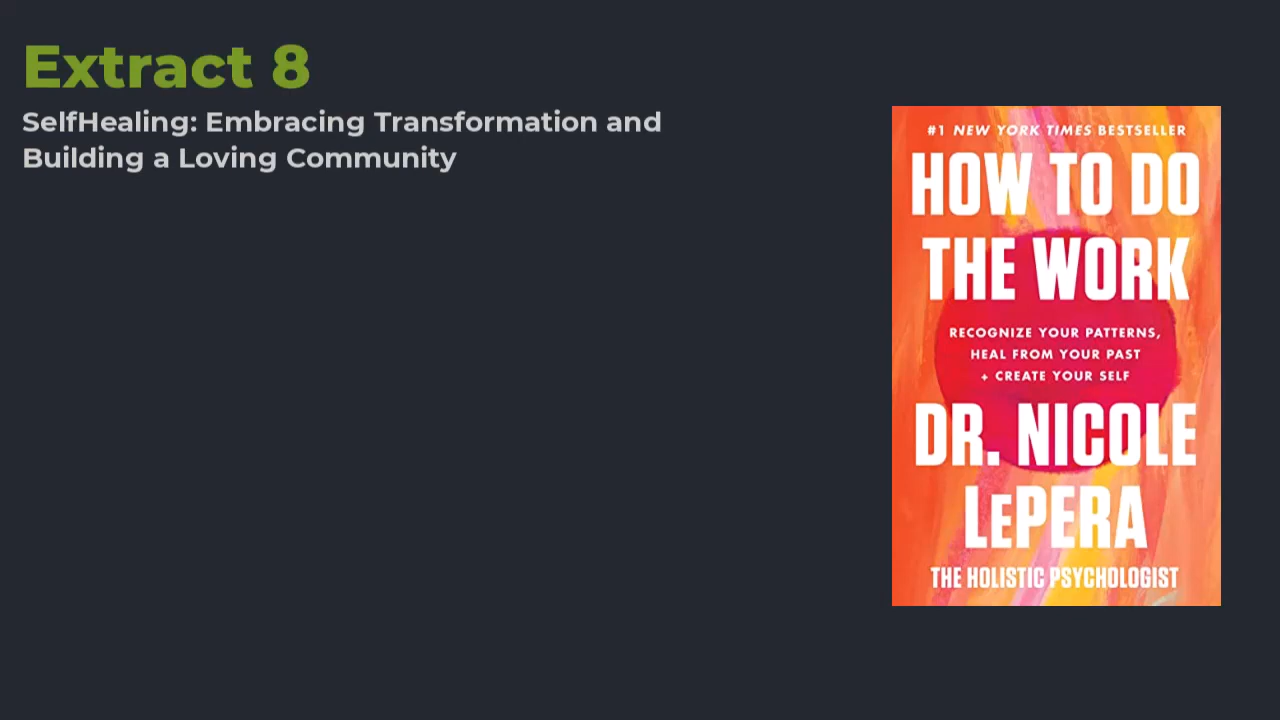 Extract 8
SelfHealing: Embracing Transformation and
Building a Loving Community
#1 NEW YORK TIMES BESTSELLER
HOW TO DO
THE WORK
RECOGNIZE YOUR PATTERNS,
HEAL FROM YOUR PAST
+ CREATE YOUR SELF
DR. NICOLE
LePERA
THE HOLISTIC PSYCHOLOGIST